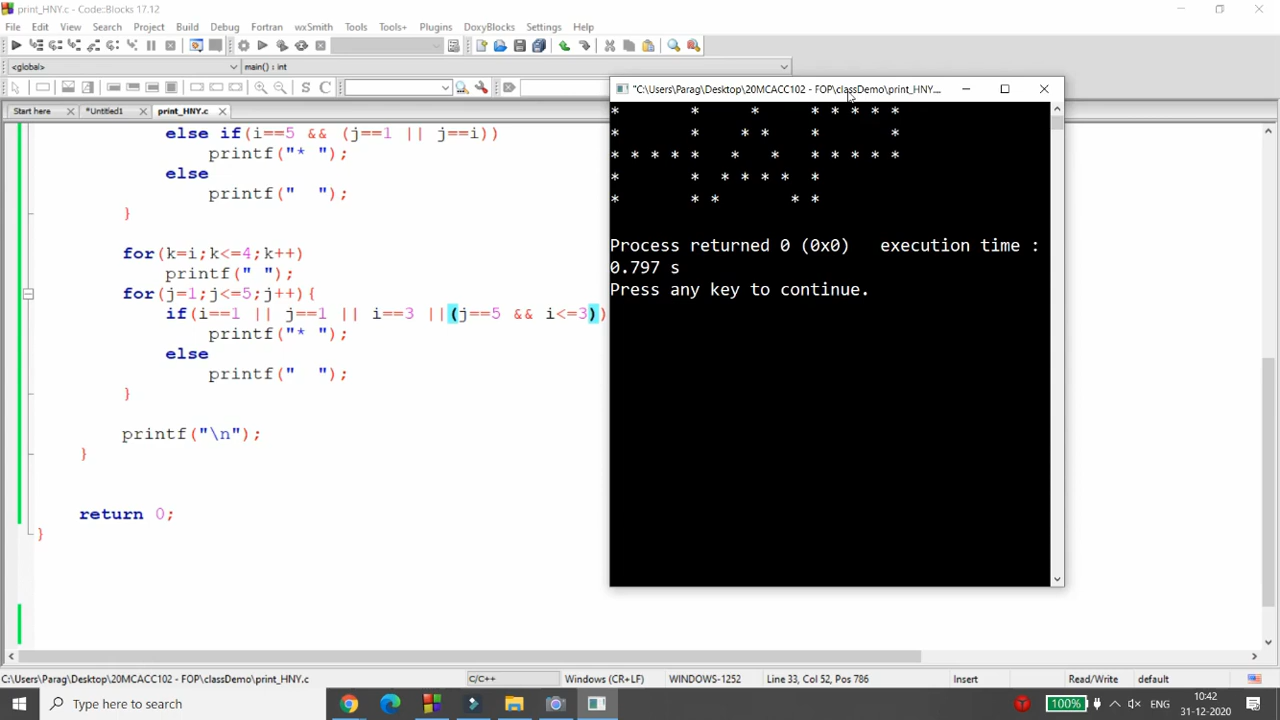 print_HNY.c - Code::Blocks 17.12
File Edit View Search Project Build Debug Fortran wxSmith Tools Tools+ Plugins DoxyBlocks Settings Help
<global> main() : int
Start here *Untitled1 print_HNY.c
else if(i==5 && (j==1 || j==i))
printf("* ");
else
printf("  ");
}
for(k=i;k<=4;k++)
printf(" ");
for(j=1;j<=5;j++){
if(i==1 || j==1 || i==3 ||(j==5 && i<=3))
printf("* ");
else
printf("  ");
}
printf("\n");
}
return 0;
}
"C:\Users\Parag\Desktop\20MCACC102 - FOP\classDemo\print_HNY....
*       *     *     * * * * *
*       *    * *    *       *
* * * * *   *   *   * * * * *
*       *  * * * *  *
*       * *       * *
Process returned 0 (0x0)   execution time :
0.797 s
Press any key to continue.
C:\Users\Parag\Desktop\20MCACC102 - FOP\classDemo\print_HNY.c C/C++ Windows (CR+LF) WINDOWS-1252 Line 33, Col 52, Pos 786 Insert Read/Write default
Type here to search
100% ENG
10:42
31-12-2020